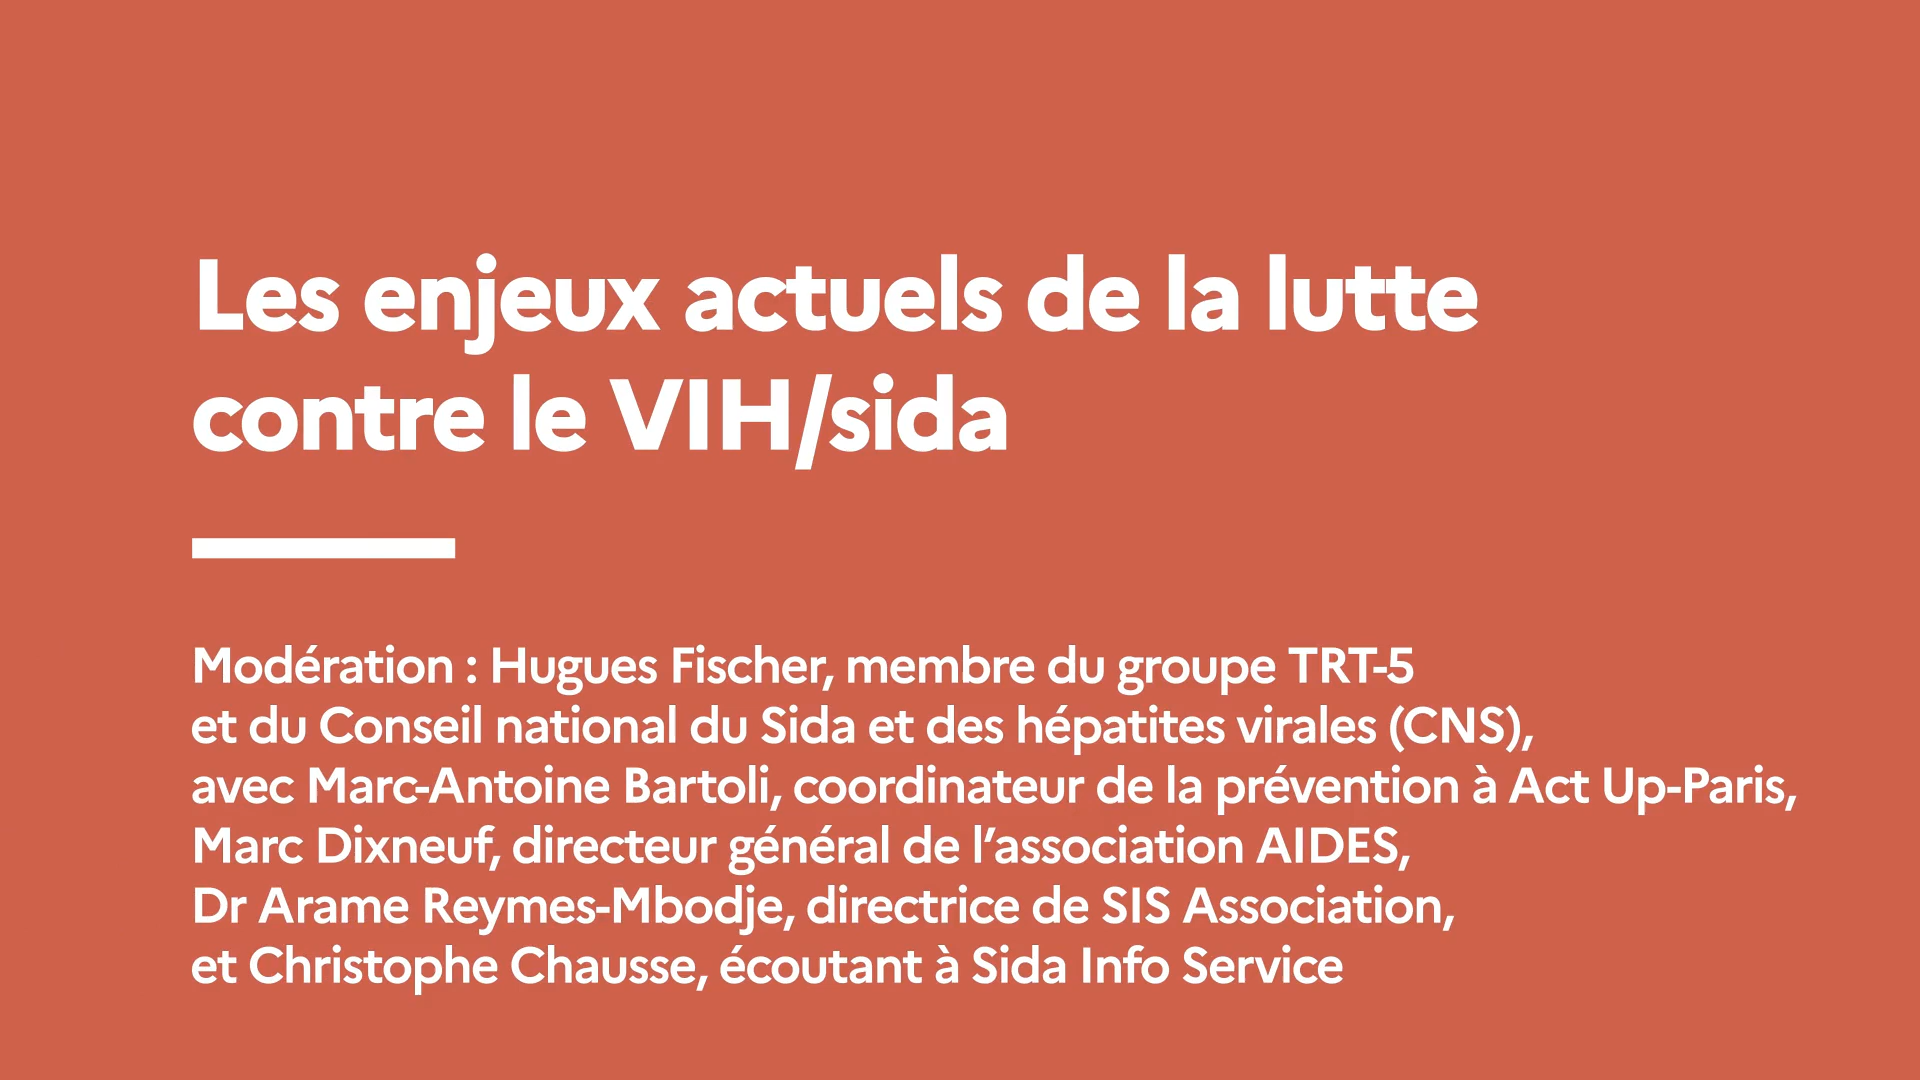 Les enjeux actuels de la lutte
contre le VIH/sida
Modération : Hugues Fischer, membre du groupe TRT-5
et du Conseil national du Sida et des hépatites virales (CNS),
avec Marc-Antoine Bartoli, coordinateur de la prévention à Act Up-Paris,
Marc Dixneuf, directeur général de l’association AIDES,
Dr Arame Reymes-Mbodje, directrice de SIS Association,
et Christophe Chausse, écoutant à Sida Info Service